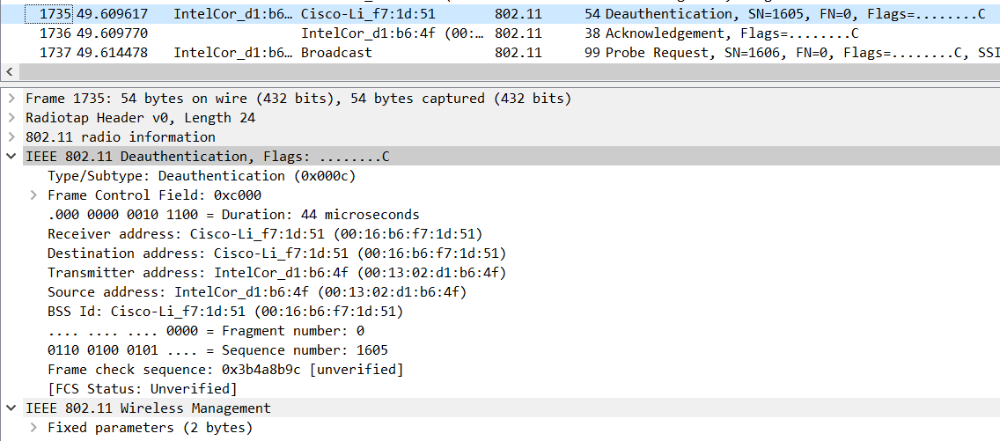 1735 49.609617 IntelCor_d1:b6… Cisco-Li_f7:1d:51 802.11 54 Deauthentication, SN=1605, FN=0, Flags=........C
1736 49.609770 IntelCor_d1:b6:4f (00:… 802.11 38 Acknowledgement, Flags=........C
1737 49.614478 IntelCor_d1:b6… Broadcast 802.11 99 Probe Request, SN=1606, FN=0, Flags=........C, SSI
Frame 1735: 54 bytes on wire (432 bits), 54 bytes captured (432 bits)
Radiotap Header v0, Length 24
802.11 radio information
IEEE 802.11 Deauthentication, Flags: ........C
Type/Subtype: Deauthentication (0x000c)
Frame Control Field: 0xc000
.000 0000 0010 1100 = Duration: 44 microseconds
Receiver address: Cisco-Li_f7:1d:51 (00:16:b6:f7:1d:51)
Destination address: Cisco-Li_f7:1d:51 (00:16:b6:f7:1d:51)
Transmitter address: IntelCor_d1:b6:4f (00:13:02:d1:b6:4f)
Source address: IntelCor_d1:b6:4f (00:13:02:d1:b6:4f)
BSS Id: Cisco-Li_f7:1d:51 (00:16:b6:f7:1d:51)
.... .... .... 0000 = Fragment number: 0
0110 0100 0101 .... = Sequence number: 1605
Frame check sequence: 0x3b4a8b9c [unverified]
[FCS Status: Unverified]
IEEE 802.11 Wireless Management
Fixed parameters (2 bytes)